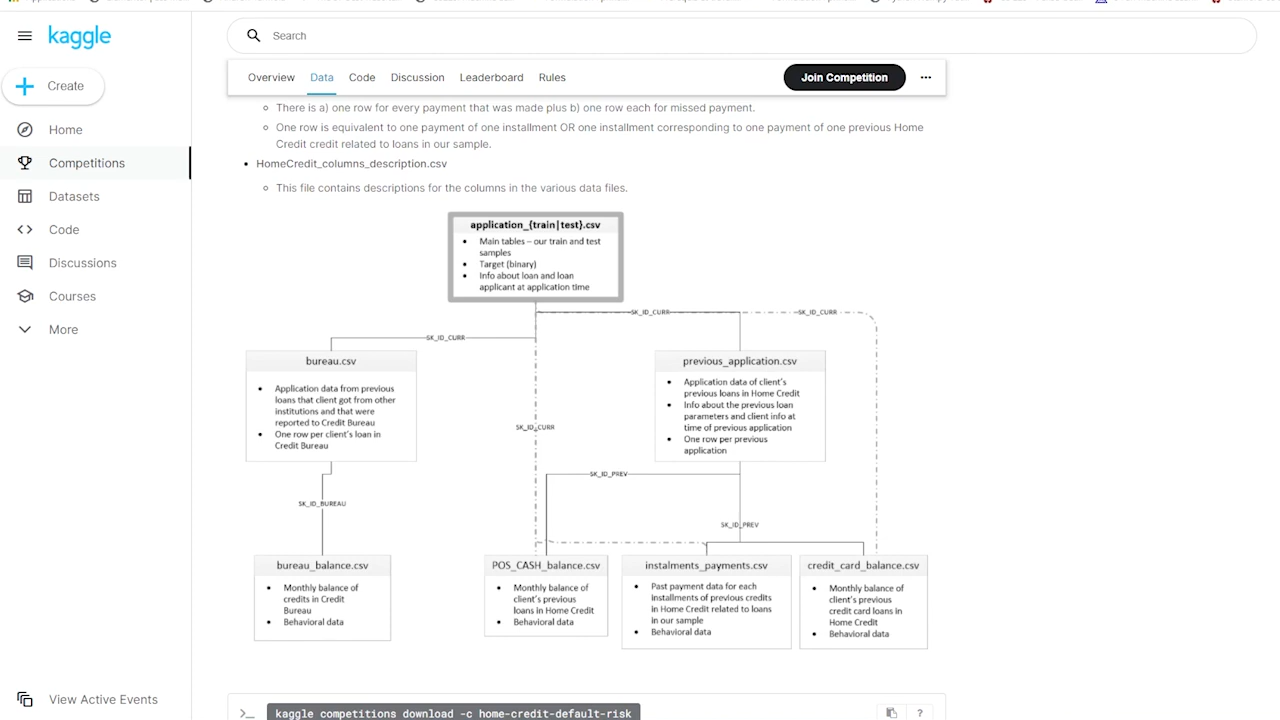 kaggle
Search
Create
Overview Data Code Discussion Leaderboard Rules
Join Competition
Home
Competitions
Datasets
Code
Discussions
Courses
More
View Active Events
There is a) one row for every payment that was made plus b) one row each for missed payment.
One row is equivalent to one payment of one installment OR one installment corresponding to one payment of one previous Home
Credit credit related to loans in our sample.
HomeCredit_columns_description.csv
This file contains descriptions for the columns in the various data files.
application_{train|test}.csv
Main tables – our train and test
samples
Target (binary)
Info about loan and loan
applicant at application time
SK_ID_CURR
SK_ID_CURR
SK_ID_CURR
bureau.csv
Application data from previous
loans that client got from other
institutions and that were
reported to Credit Bureau
One row per client's loan in
Credit Bureau
previous_application.csv
Application data of client's
previous loans in Home Credit
Info about the previous loan
parameters and client info at
time of previous application
One row per previous
application
SK_ID_CURR
SK_ID_PREV
SK_ID_BUREAU
SK_ID_PREV
bureau_balance.csv
Monthly balance of
credits in Credit
Bureau
Behavioral data
POS_CASH_balance.csv
Monthly balance of
client's previous
loans in Home Credit
Behavioral data
instalments_payments.csv
Past payment data for each
installments of previous credits
in Home Credit related to loans
in our sample
Behavioral data
credit_card_balance.csv
Monthly balance of
client's previous
credit card loans in
Home Credit
Behavioral data
>_ kaggle competitions download -c home-credit-default-risk
?